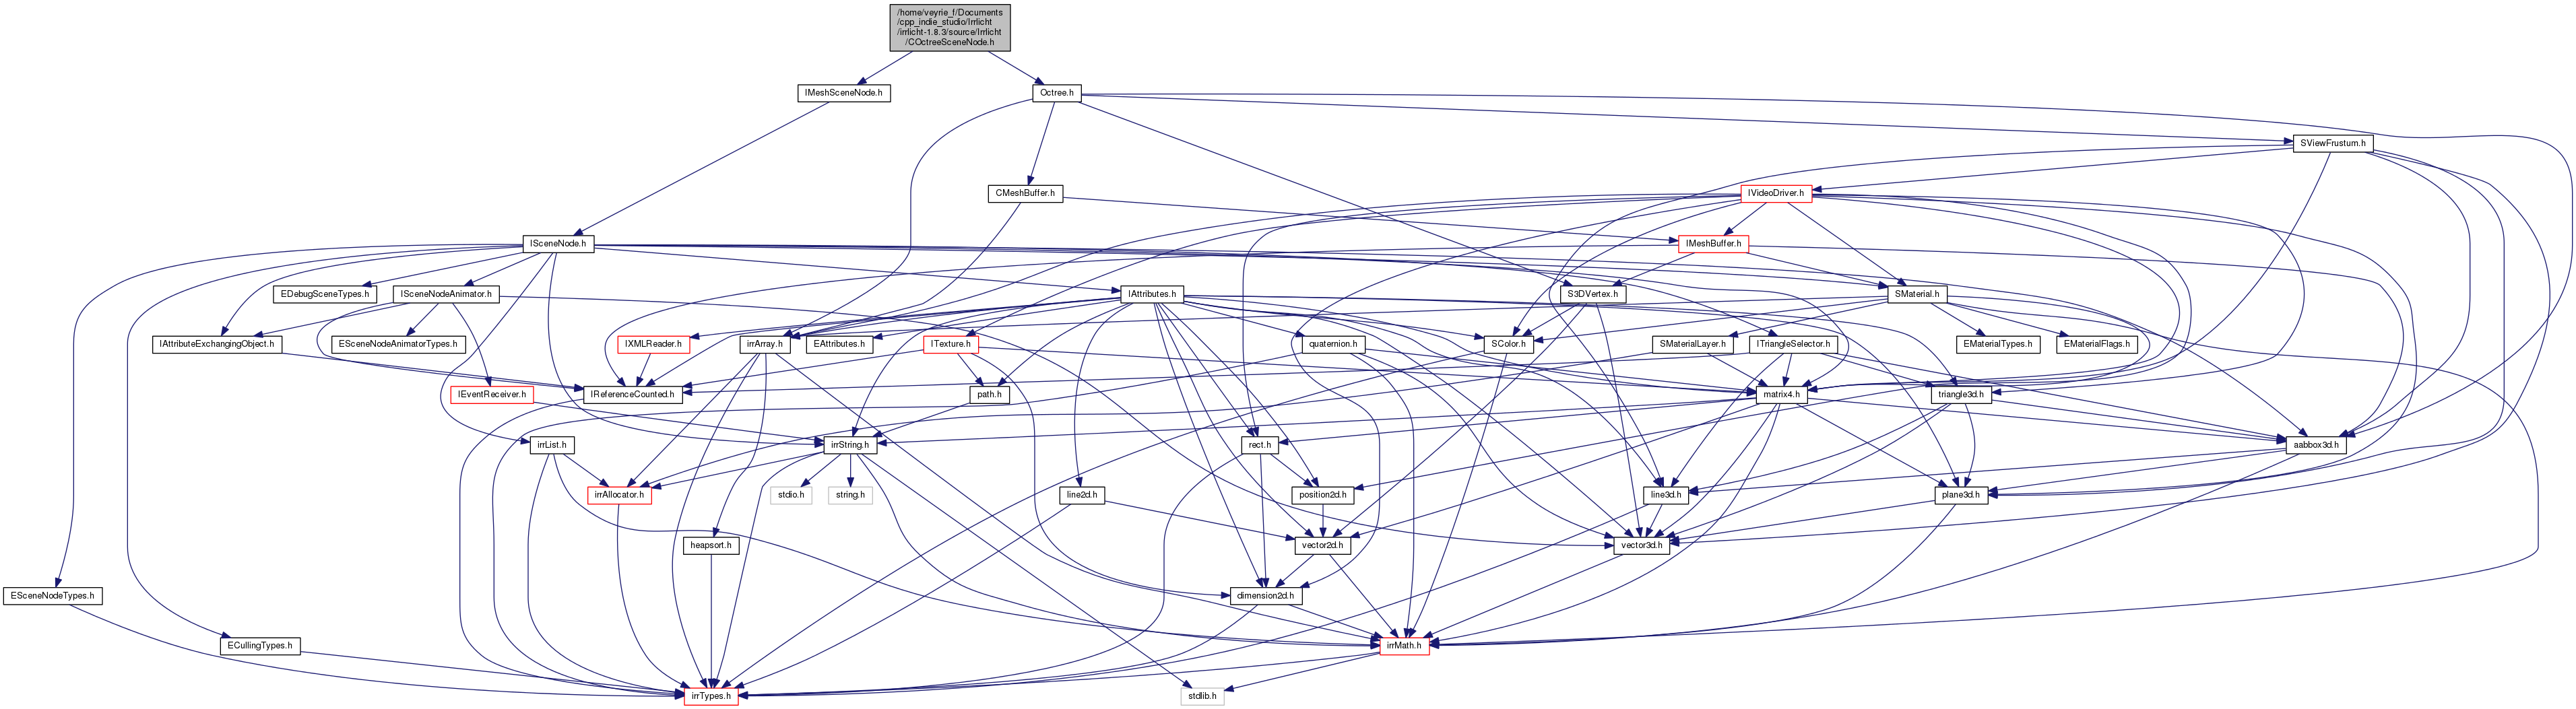 /home/veyrie_f/Documents
/cpp_indie_studio/Irrlicht
/irrlicht-1.8.3/source/Irrlicht
/COctreeSceneNode.h
IMeshSceneNode.h
Octree.h
SViewFrustum.h
CMeshBuffer.h
IVideoDriver.h
ISceneNode.h
IMeshBuffer.h
EDebugSceneTypes.h
ISceneNodeAnimator.h
IAttributes.h
S3DVertex.h
SMaterial.h
IAttributeExchangingObject.h
ESceneNodeAnimatorTypes.h
IXMLReader.h
irrArray.h
EAttributes.h
ITexture.h
quaternion.h
SColor.h
SMaterialLayer.h
ITriangleSelector.h
EMaterialTypes.h
EMaterialFlags.h
IEventReceiver.h
IReferenceCounted.h
path.h
matrix4.h
triangle3d.h
irrList.h
irrString.h
rect.h
aabbox3d.h
irrAllocator.h
stdio.h
string.h
line2d.h
position2d.h
line3d.h
plane3d.h
heapsort.h
vector2d.h
vector3d.h
ESceneNodeTypes.h
dimension2d.h
ECullingTypes.h
irrMath.h
irrTypes.h
stdlib.h